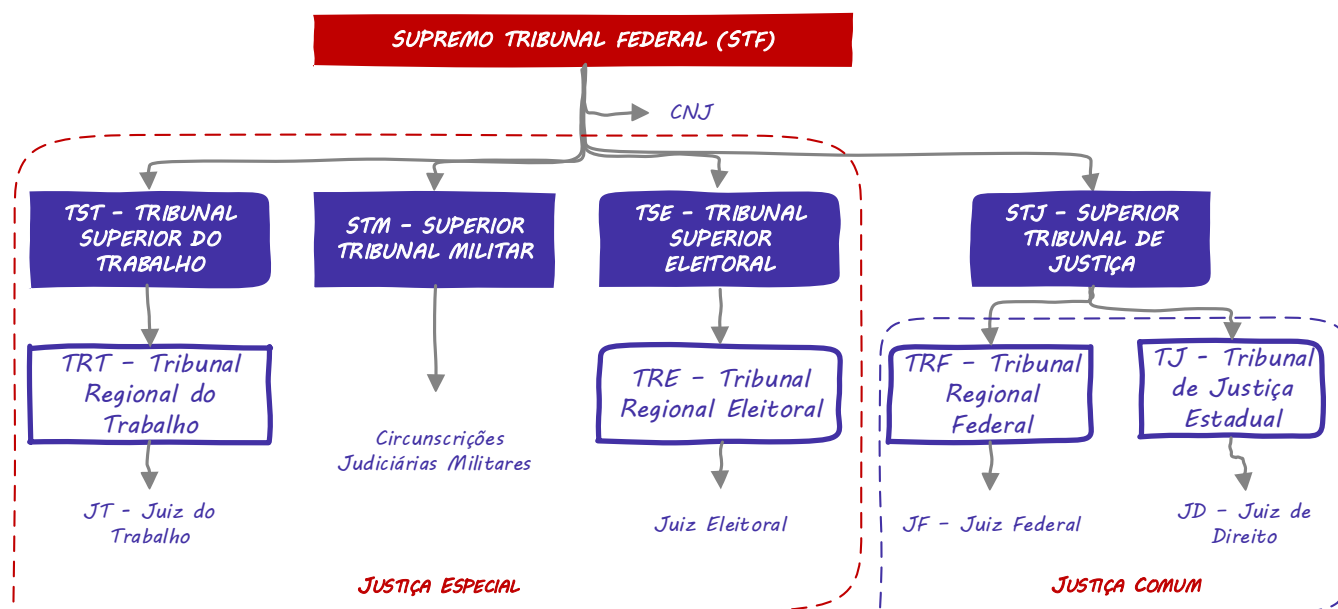 SUPREMO TRIBUNAL FEDERAL (STF)
CNJ
TST - TRIBUNAL
SUPERIOR DO
TRABALHO
STM - SUPERIOR
TRIBUNAL MILITAR
TSE - TRIBUNAL
SUPERIOR
ELEITORAL
STJ - SUPERIOR
TRIBUNAL DE
JUSTIÇA
TRT - Tribunal
Regional do
Trabalho
TRE - Tribunal
Regional Eleitoral
TRF - Tribunal
Regional
Federal
TJ - Tribunal
de Justiça
Estadual
Circunscrições
Judiciárias Militares
JT - Juiz do
Trabalho
Juiz Eleitoral
JF - Juiz Federal
JD - Juiz de
Direito
JUSTIÇA ESPECIAL
JUSTIÇA COMUM